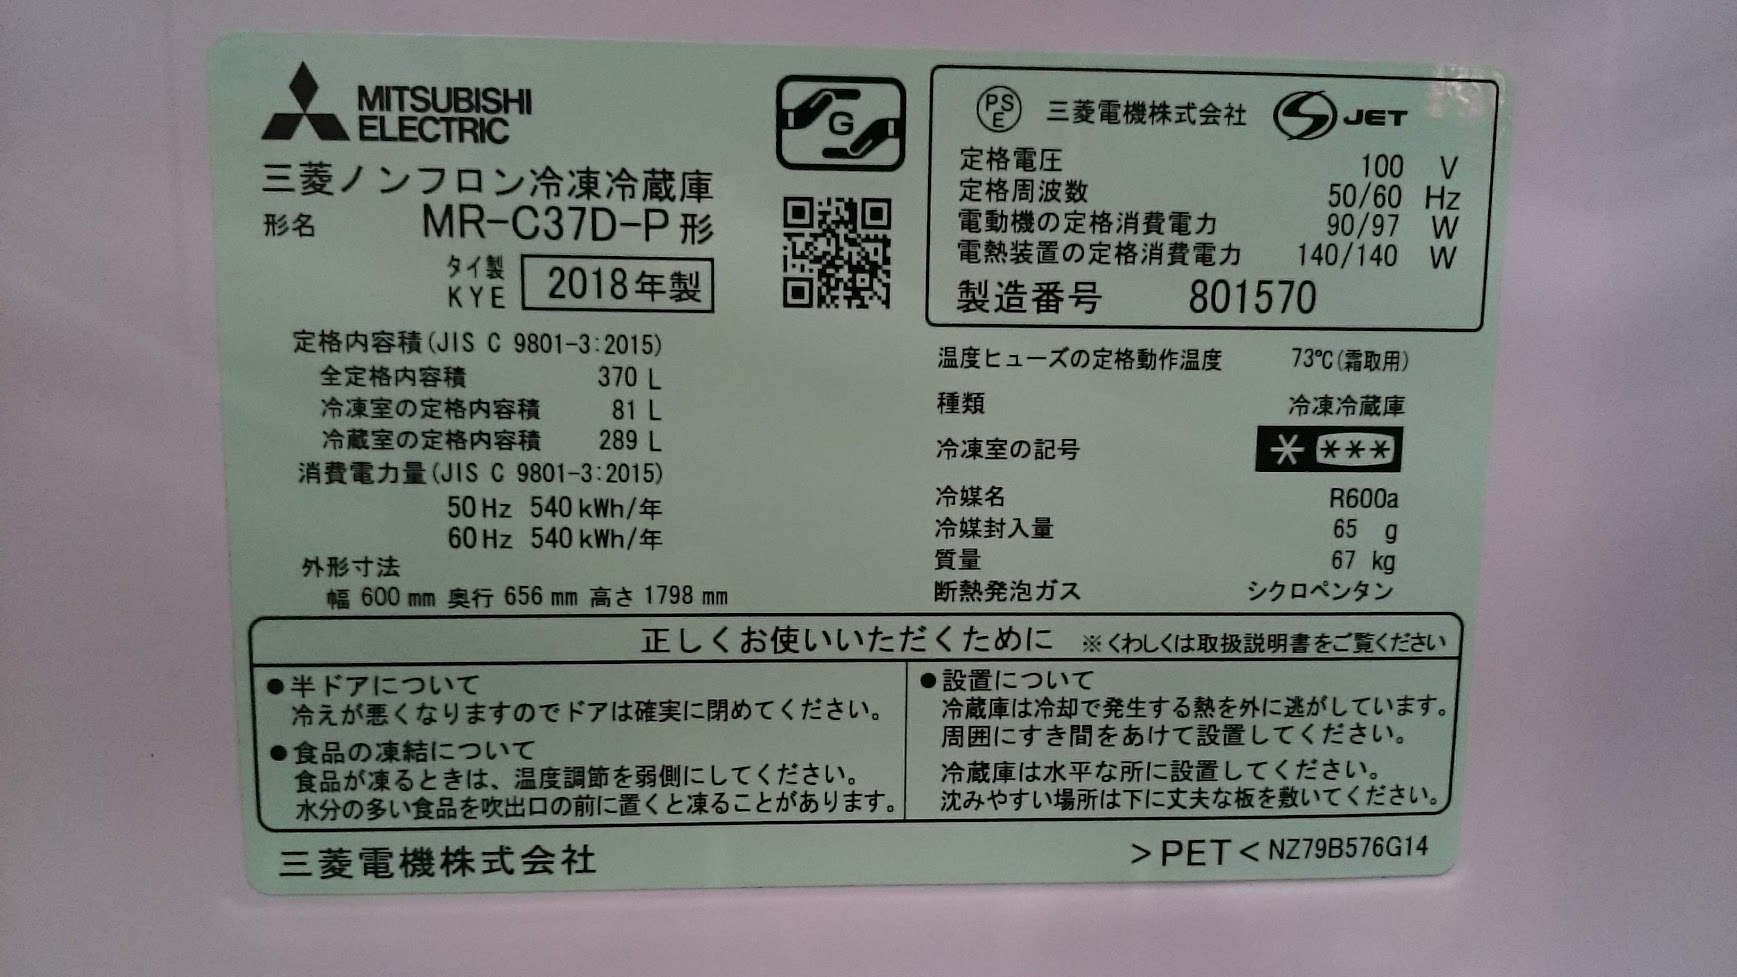 MITSUBISHI
ELECTRIC
三菱ノンフロン冷凍冷蔵庫
形名 MR-C37D-P形
タイ製
KYE
2018年製
G
定格内容積(JIS C 9801-3:2015)
全定格内容積 370 L
冷凍室の定格内容積 81 L
冷蔵室の定格内容積 289 L
消費電力量(JIS C 9801-3:2015)
50Hz 540kWh/年
60Hz 540kWh/年
外形寸法
幅 600 mm 奥行 656 mm 高さ 1798 mm
PSE 三菱電機株式会社 S JET
定格電圧 100 V
定格周波数 50/60 Hz
電動機の定格消費電力 90/97 W
電熱装置の定格消費電力 140/140 W
製造番号 801570
温度ヒューズの定格動作温度 73℃(霜取用)
種類 冷凍冷蔵庫
冷凍室の記号 * ***
冷媒名 R600a
冷媒封入量 65 g
質量 67 kg
断熱発泡ガス シクロペンタン
正しくお使いいただくために ※くわしくは取扱説明書をご覧ください
●半ドアについて
冷えが悪くなりますのでドアは確実に閉めてください。
●食品の凍結について
食品が凍るときは、温度調節を弱側にしてください。
水分の多い食品を吹出口の前に置くと凍ることがあります。
●設置について
冷蔵庫は冷却で発生する熱を外に逃がしています。
周囲にすき間をあけて設置してください。
冷蔵庫は水平な所に設置してください。
沈みやすい場所は下に丈夫な板を敷いてください。
三菱電機株式会社
>PET< NZ79B576G14